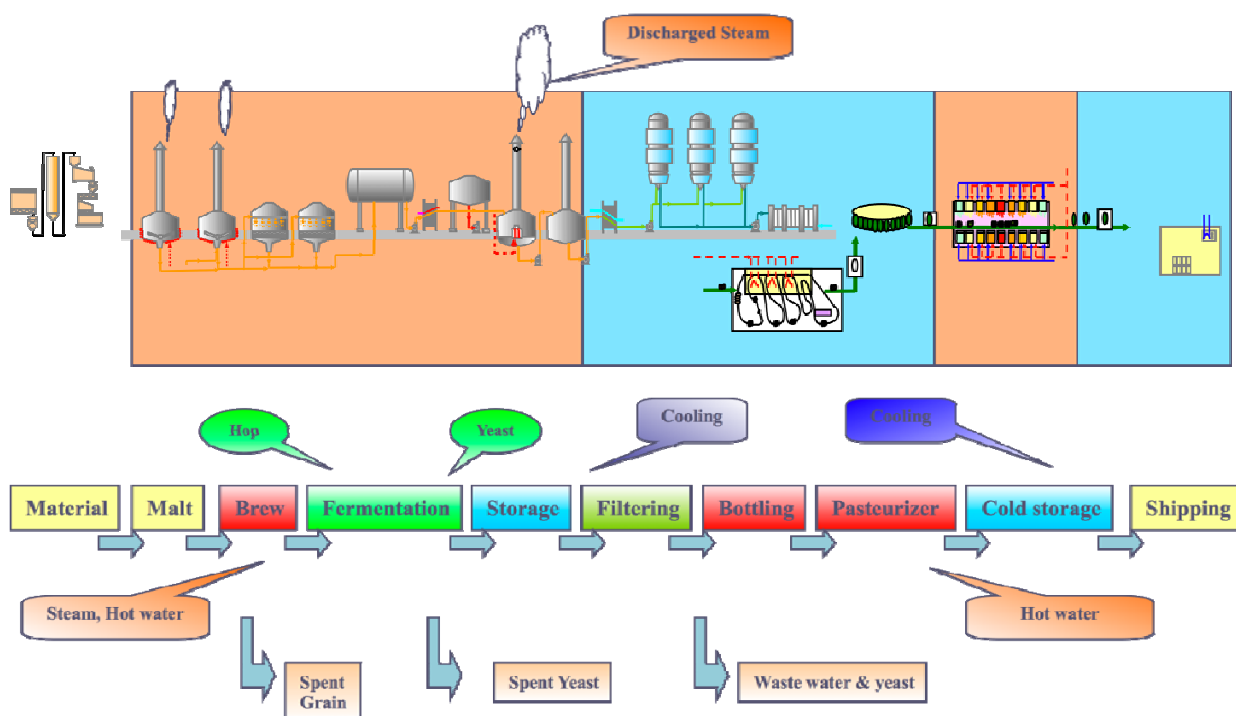 Discharged Steam
Hop
Yeast
Cooling
Cooling
Material
Malt
Brew
Fermentation
Storage
Filtering
Bottling
Pasteurizer
Cold storage
Shipping
Steam, Hot water
Hot water
Spent
Grain
Spent Yeast
Waste water & yeast